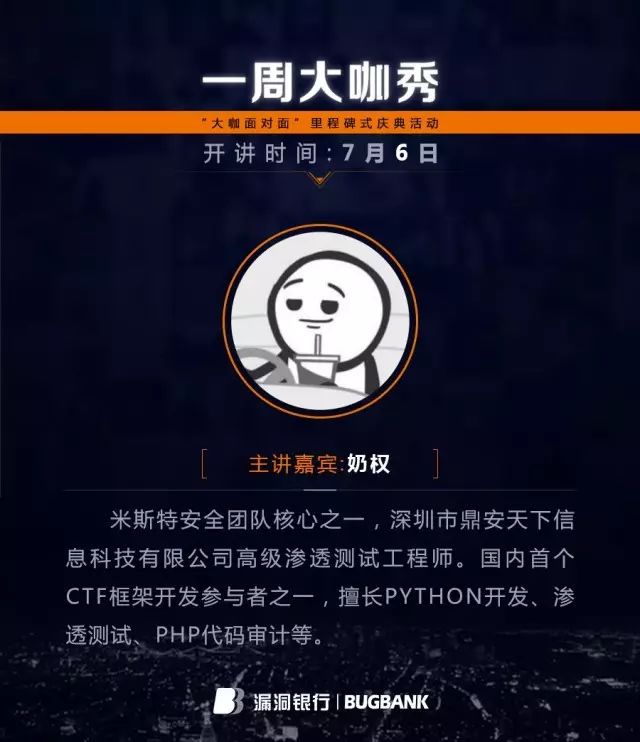 一周大咖秀
“大咖面对面”里程碑式庆典活动
开讲时间:7月6日
主讲嘉宾:奶权
米斯特安全团队核心之一，深圳市鼎安天下信
息科技有限公司高级渗透测试工程师。国内首个
CTF框架开发参与者之一，擅长PYTHON开发、渗
透测试、PHP代码审计等。
漏洞银行|BUGBANK